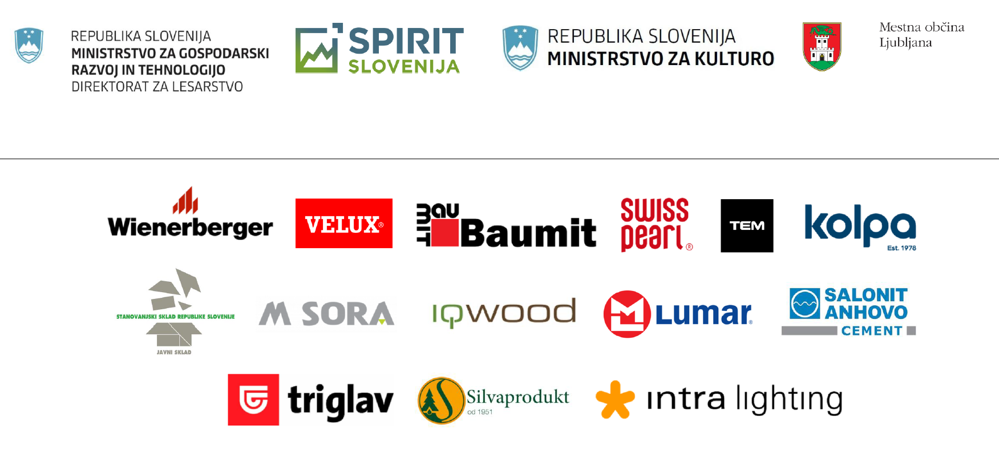 REPUBLIKA SLOVENIJA
MINISTRSTVO ZA GOSPODARSKI
RAZVOJ IN TEHNOLOGIJO
DIREKTORAT ZA LESARSTVO
SPIRIT
SLOVENIJA
REPUBLIKA SLOVENIJA
MINISTRSTVO ZA KULTURO
Mestna občina
Ljubljana
Wienerberger
VELUX®
BAU
MIT
Baumit
swiss
pearl®
TEM
kolpa
Est. 1978
STANOVANJSKI SKLAD REPUBLIKE SLOVENIJE
JAVNI SKLAD
M SORA
IQWOOD
Lumar®
SALONIT
ANHOVO
CEMENT
triglav
Silvaprodukt
od 1951
intra lighting